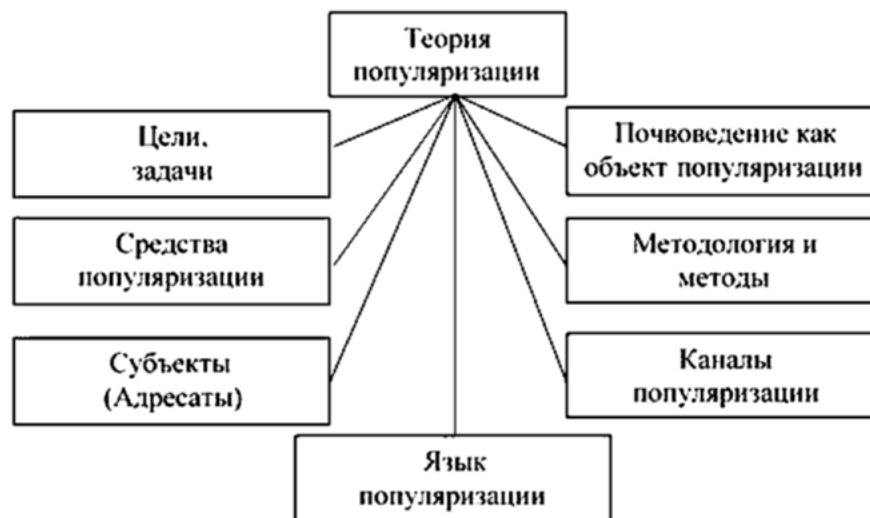 Теория
популяризации
Цели,
задачи
Почвоведение как
объект популяризации
Средства
популяризации
Методология и
методы
Субъекты
(Адресаты)
Каналы
популяризации
Язык
популяризации